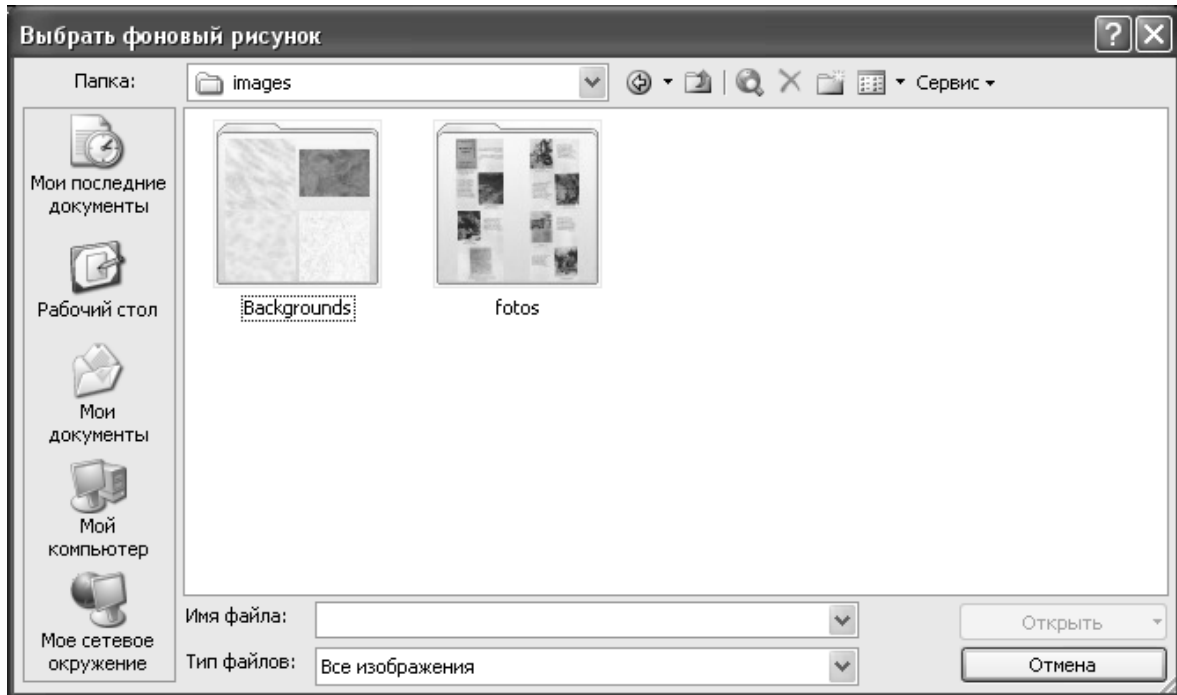 Выбрать фоновый рисунок
Папка:
images
Сервис
Мои последние
документы
Рабочий стол
Мои
документы
Мой
компьютер
Мое сетевое
окружение
Backgrounds
fotos
Имя файла:
Открыть
Тип файлов:
Все изображения
Отмена